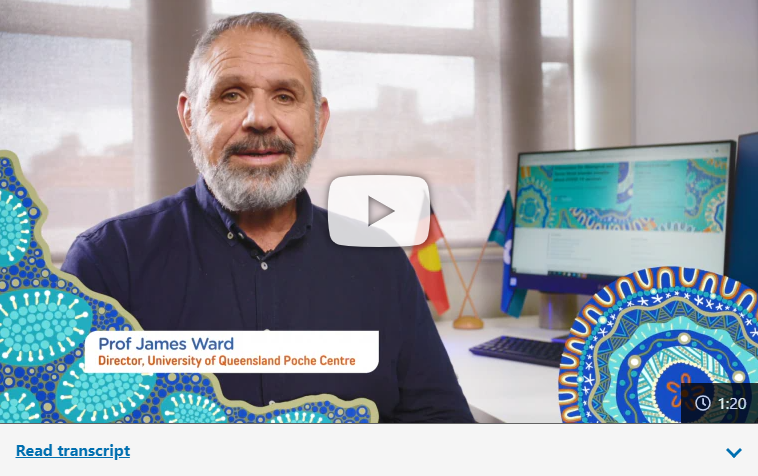 Prof James Ward
Director, University of Queensland Poche Centre
1:20
Read transcript